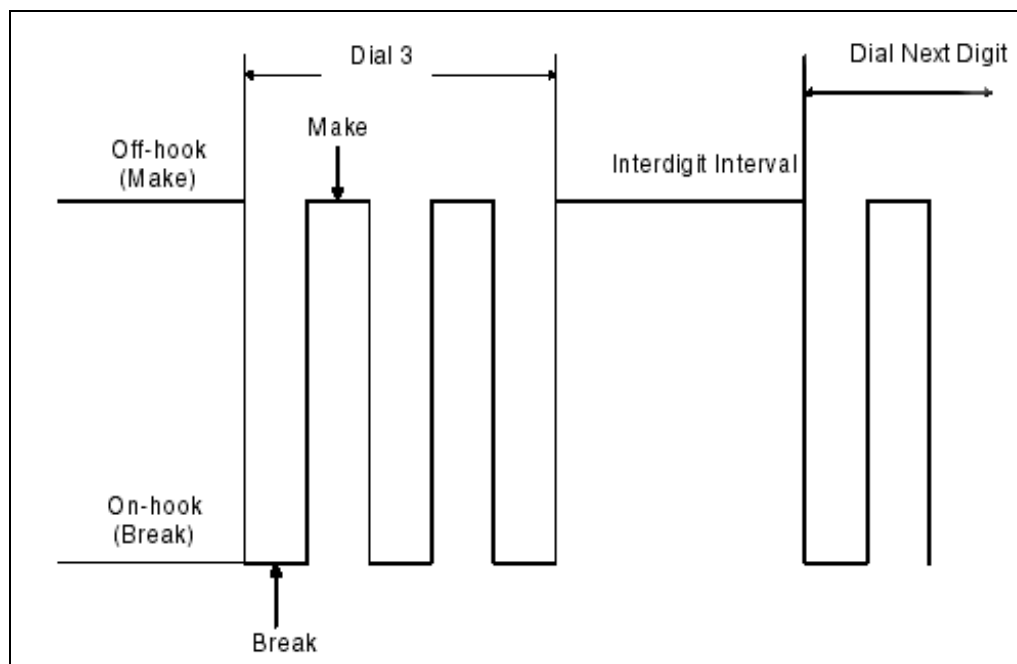 Dial 3
Dial Next Digit
Make
Off-hook
(Make)
Interdigit Interval
On-hook
(Break)
Break